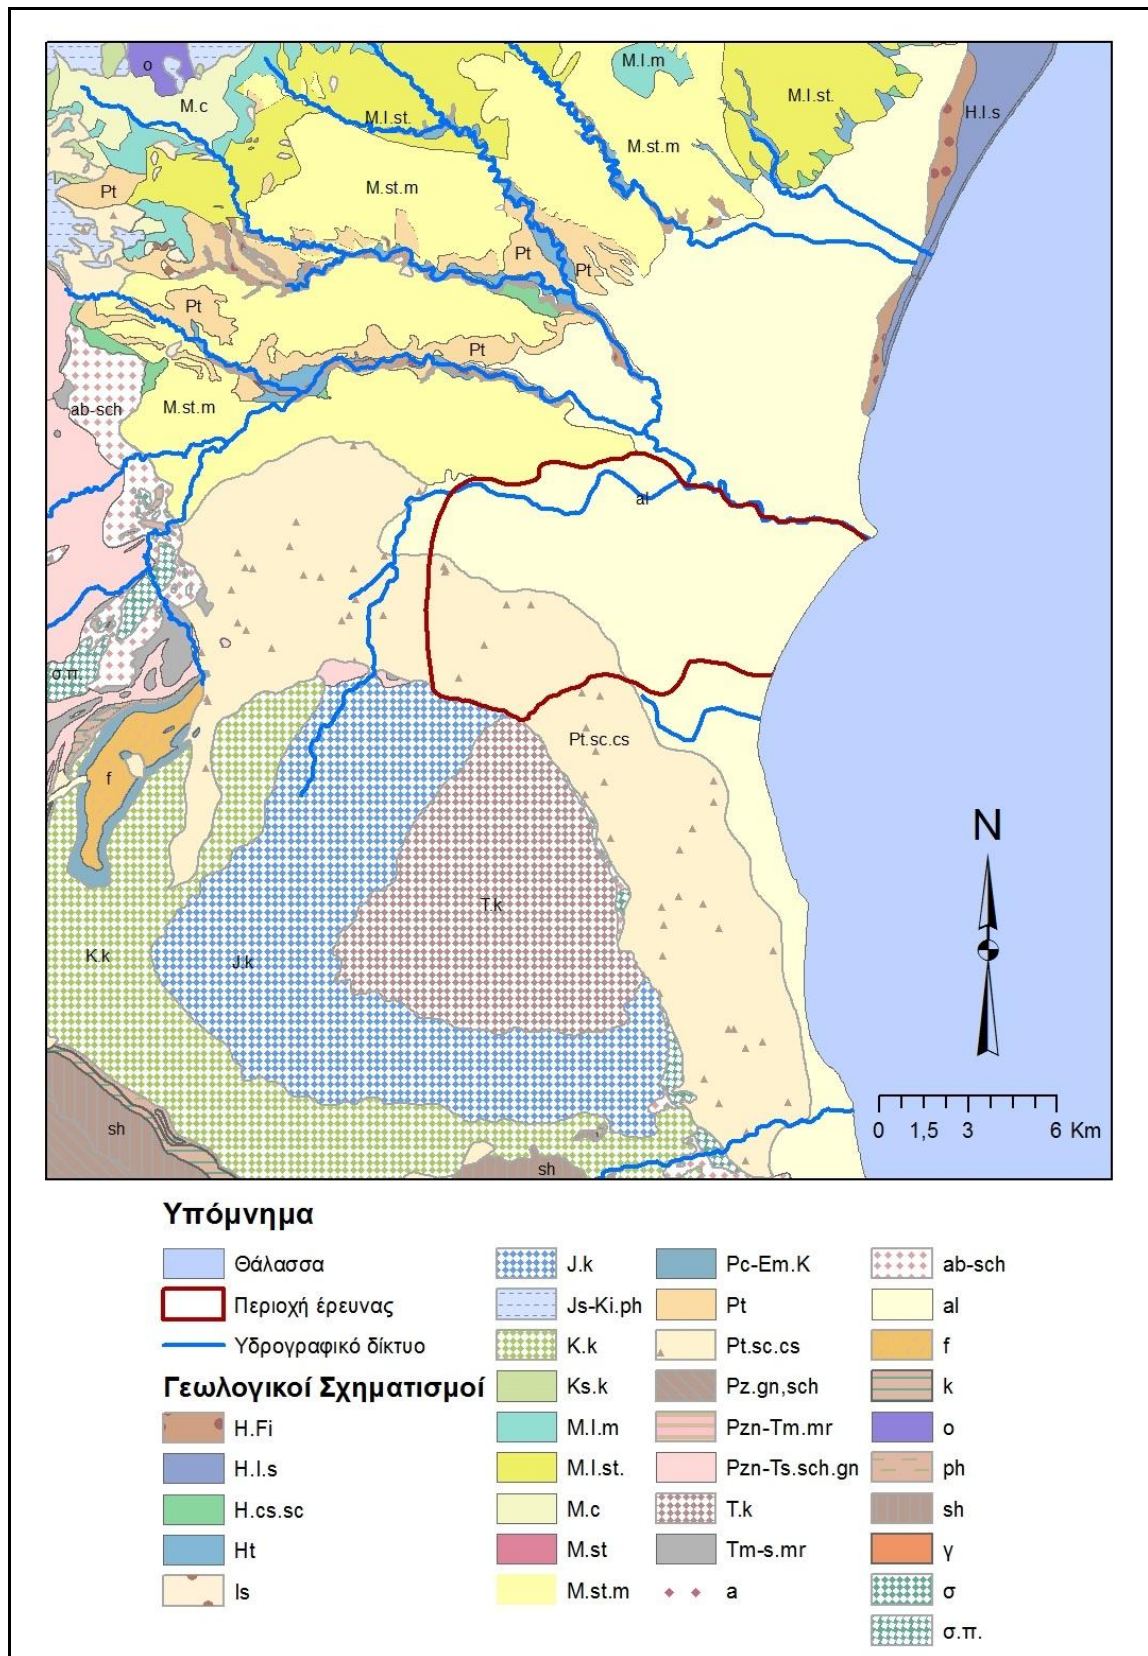 o
M.c
M.l.st.
M.l.m
M.l.st.
H.l.s
M.st.m
M.st.m
Pt
Pt
Pt
Pt
Pt
ab-sch
M.st.m
al
σ.π.
f
Pt.sc.cs
N
T.k
K.k
J.k
sh
sh
0 1,5 3 6 Km
Υπόμνημα
Θάλασσα
Περιοχή έρευνας
Υδρογραφικό δίκτυο
Γεωλογικοί Σχηματισμοί
H.Fi
H.l.s
H.cs.sc
Ht
Is
J.k
Js-Ki.ph
K.k
Ks.k
M.l.m
M.l.st.
M.c
M.st
M.st.m
Pc-Em.K
Pt
Pt.sc.cs
Pz.gn,sch
Pzn-Tm.mr
Pzn-Ts.sch.gn
T.k
Tm-s.mr
a
ab-sch
al
f
k
o
ph
sh
γ
σ
σ.π.